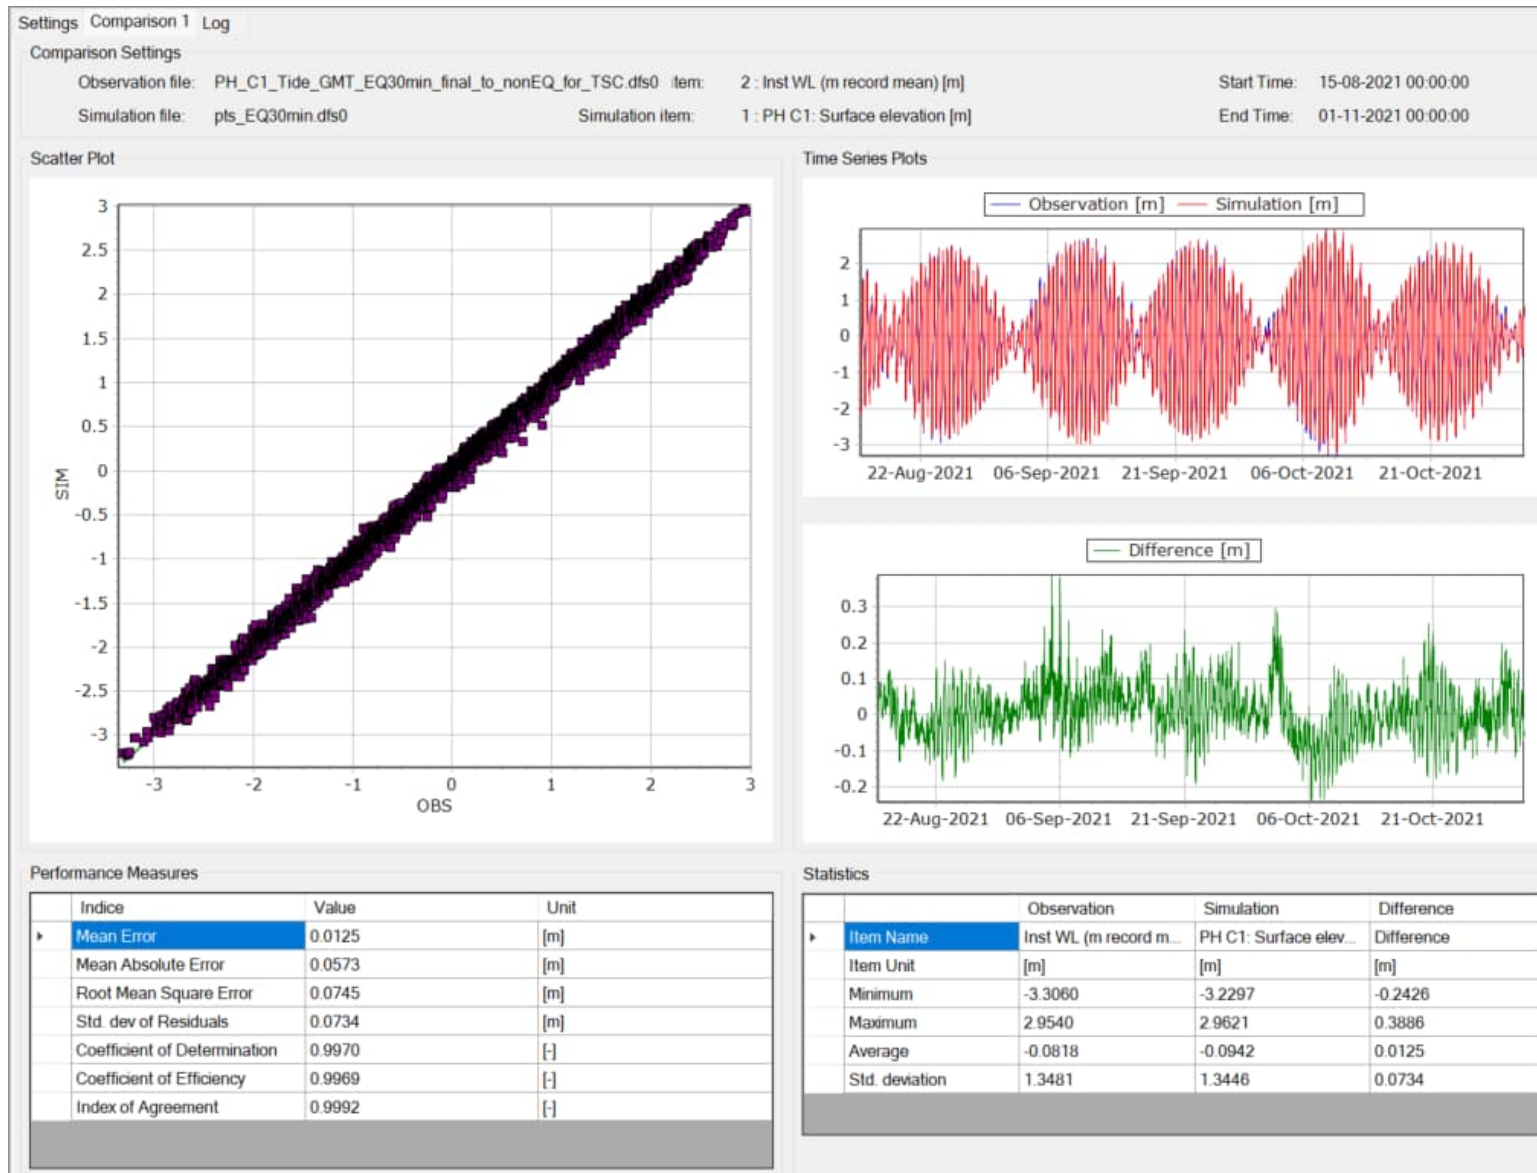 Settings Comparison 1 Log
Comparison Settings
Observation file: PH_C1_Tide_GMT_EQ30min_final_to_nonEQ_for_TSC.dfs0 item: 2 : Inst WL (m record mean) [m] Start Time: 15-08-2021 00:00:00
Simulation file: pts_EQ30min.dfs0 Simulation item: 1 : PH C1: Surface elevation [m] End Time: 01-11-2021 00:00:00
Scatter Plot
3
2.5
2
1.5
1
0.5
0
-0.5
-1
-1.5
-2
-2.5
-3
SIM
-3 -2 -1 0 1 2 3
OBS
Time Series Plots
Observation [m] Simulation [m]
2
1
0
-1
-2
-3
22-Aug-2021 06-Sep-2021 21-Sep-2021 06-Oct-2021 21-Oct-2021
Difference [m]
0.3
0.2
0.1
0
-0.1
-0.2
22-Aug-2021 06-Sep-2021 21-Sep-2021 06-Oct-2021 21-Oct-2021
Performance Measures
Indice Value Unit
Mean Error 0.0125 [m]
Mean Absolute Error 0.0573 [m]
Root Mean Square Error 0.0745 [m]
Std. dev of Residuals 0.0734 [m]
Coefficient of Determination 0.9970 [-]
Coefficient of Efficiency 0.9969 [-]
Index of Agreement 0.9992 [-]
Statistics
Observation Simulation Difference
Item Name Inst WL (m record m... PH C1: Surface elev... Difference
Item Unit [m] [m] [m]
Minimum -3.3060 -3.2297 -0.2426
Maximum 2.9540 2.9621 0.3886
Average -0.0818 -0.0942 0.0125
Std. deviation 1.3481 1.3446 0.0734